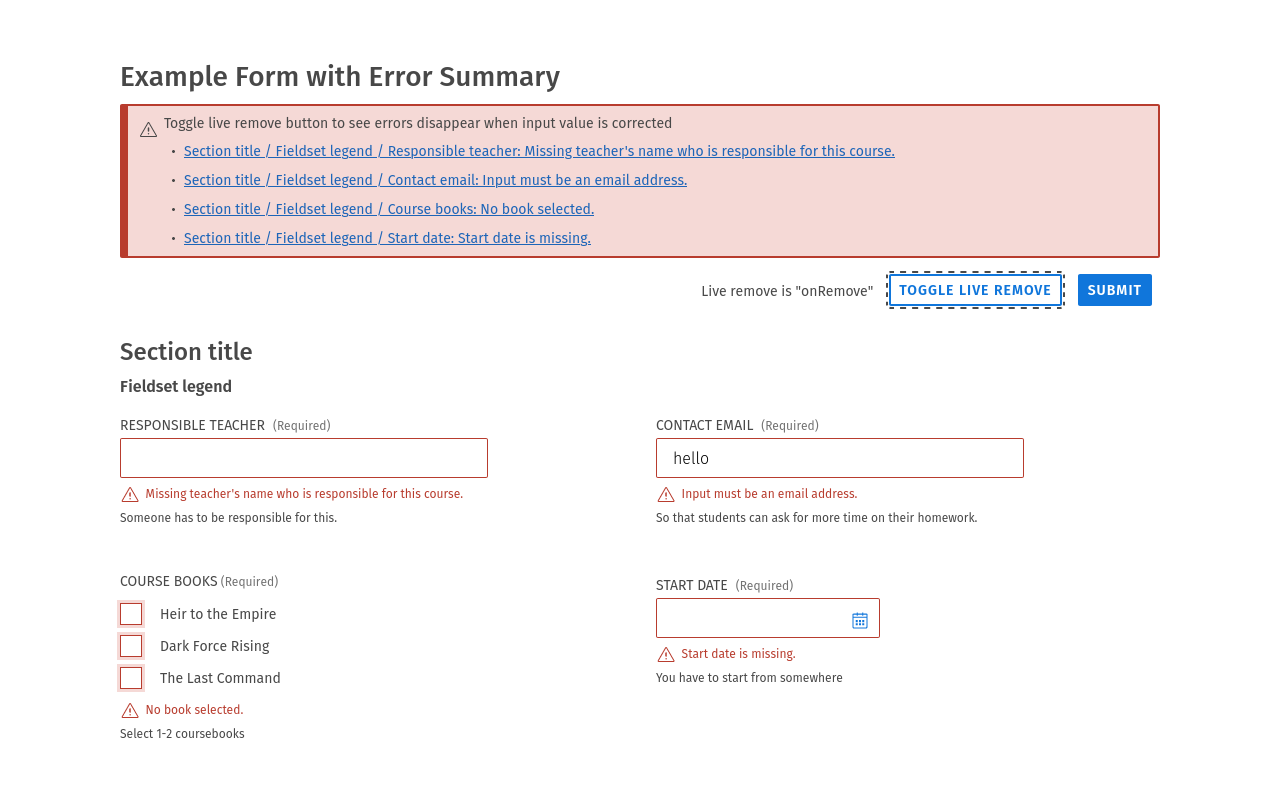 Example Form with Error Summary
Toggle live remove button to see errors disappear when input value is corrected
• Section title / Fieldset legend / Responsible teacher: Missing teacher's name who is responsible for this course.
• Section title / Fieldset legend / Contact email: Input must be an email address.
• Section title / Fieldset legend / Course books: No book selected.
• Section title / Fieldset legend / Start date: Start date is missing.
Live remove is "onRemove" TOGGLE LIVE REMOVE SUBMIT
Section title
Fieldset legend
RESPONSIBLE TEACHER (Required)
Missing teacher's name who is responsible for this course.
Someone has to be responsible for this.
CONTACT EMAIL (Required)
hello
Input must be an email address.
So that students can ask for more time on their homework.
COURSE BOOKS (Required)
Heir to the Empire
Dark Force Rising
The Last Command
No book selected.
Select 1-2 coursebooks
START DATE (Required)
Start date is missing.
You have to start from somewhere